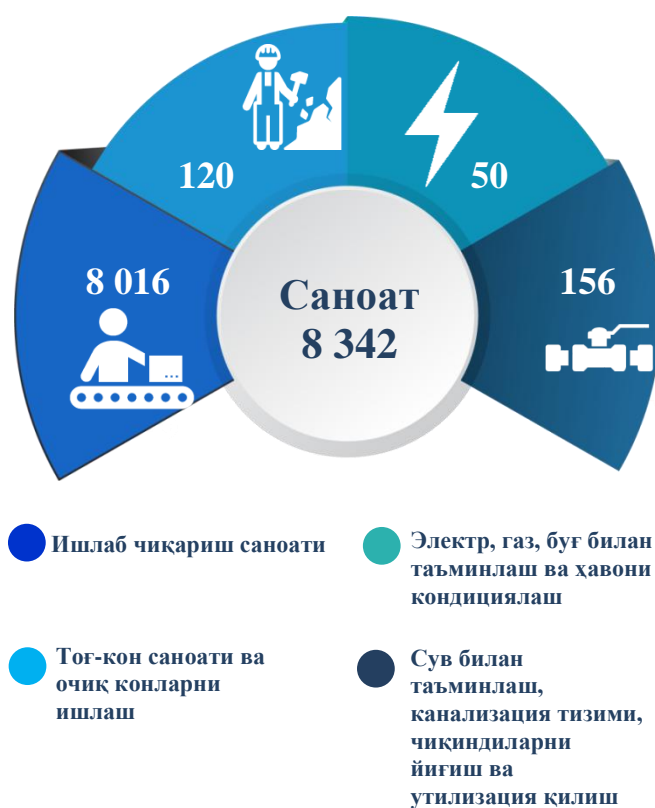 120
50
8 016
156
Саноат
8 342
Ишлаб чиқариш саноати
Электр, газ, буғ билан
таъминлаш ва ҳавони
кондициялаш
Тоғ-кон саноати ва
очиқ конларни
ишлаш
Сув билан
таъминлаш,
канализация тизими,
чиқиндиларни
йиғиш ва
утилизация қилиш